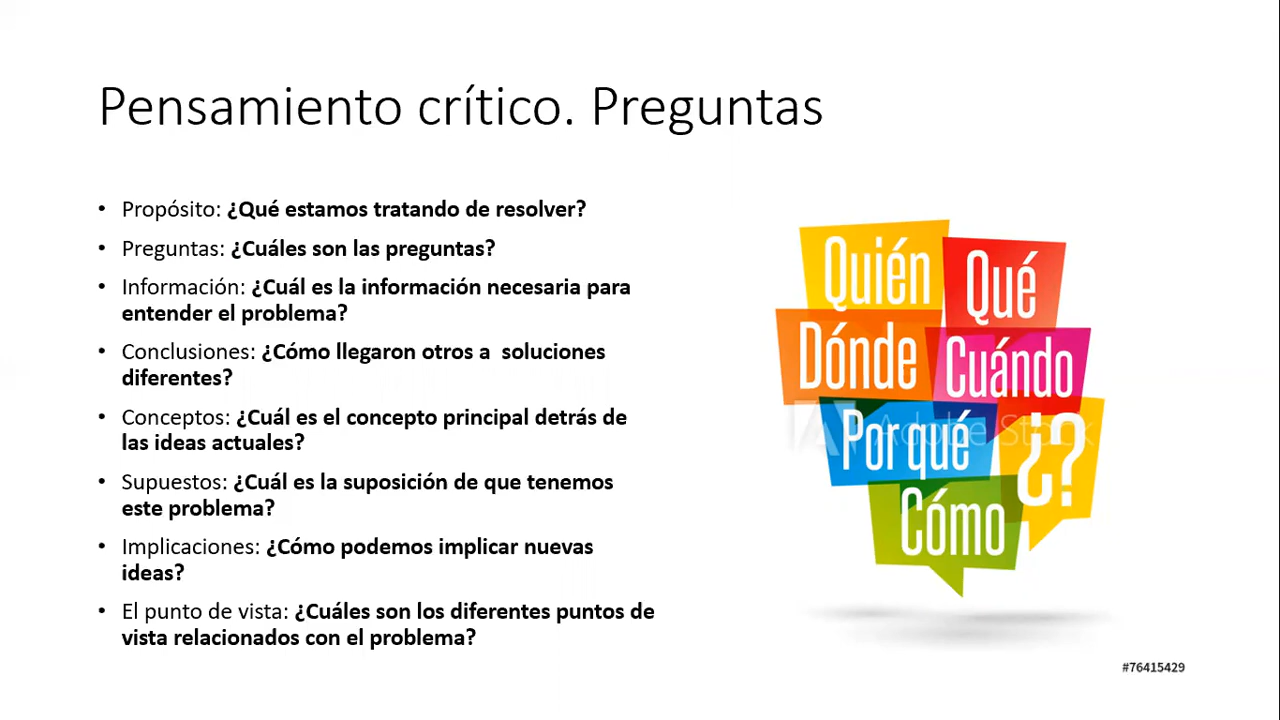 Pensamiento crítico. Preguntas
• Propósito: ¿Qué estamos tratando de resolver?
• Preguntas: ¿Cuáles son las preguntas?
• Información: ¿Cuál es la información necesaria para
entender el problema?
• Conclusiones: ¿Cómo llegaron otros a  soluciones
diferentes?
• Conceptos: ¿Cuál es el concepto principal detrás de
las ideas actuales?
• Supuestos: ¿Cuál es la suposición de que tenemos
este problema?
• Implicaciones: ¿Cómo podemos implicar nuevas
ideas?
• El punto de vista: ¿Cuáles son los diferentes puntos de
vista relacionados con el problema?
Quién
Qué
Dónde
Cuándo
Por qué
¿?
Cómo
Adobe Stock
#76415429